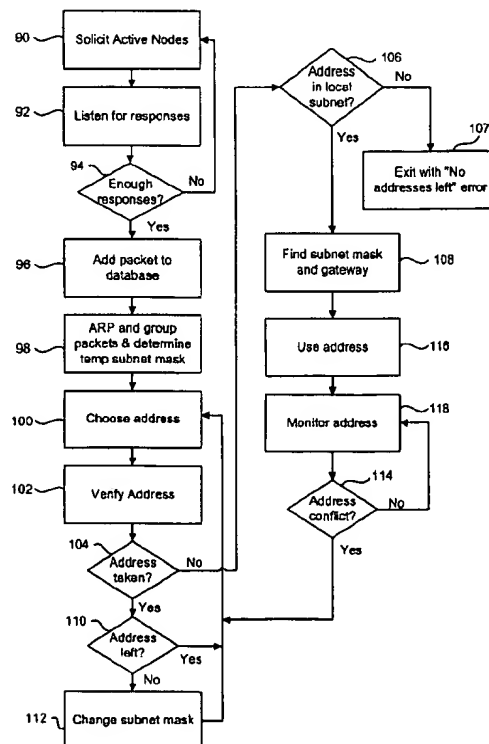 90
Solicit Active Nodes
92
Listen for responses
94
Enough
responses?
No
Yes
96
Add packet to
database
98
ARP and group
packets & determine
temp subnet mask
100
Choose address
102
Verify Address
104
Address
taken?
No
Yes
110
Address
left?
Yes
No
112
Change subnet mask
106
Address
in local
subnet?
No
Yes
107
Exit with "No
addresses left" error
Find subnet mask
and gateway
108
Use address
116
Monitor address
118
114
Address
conflict?
No
Yes